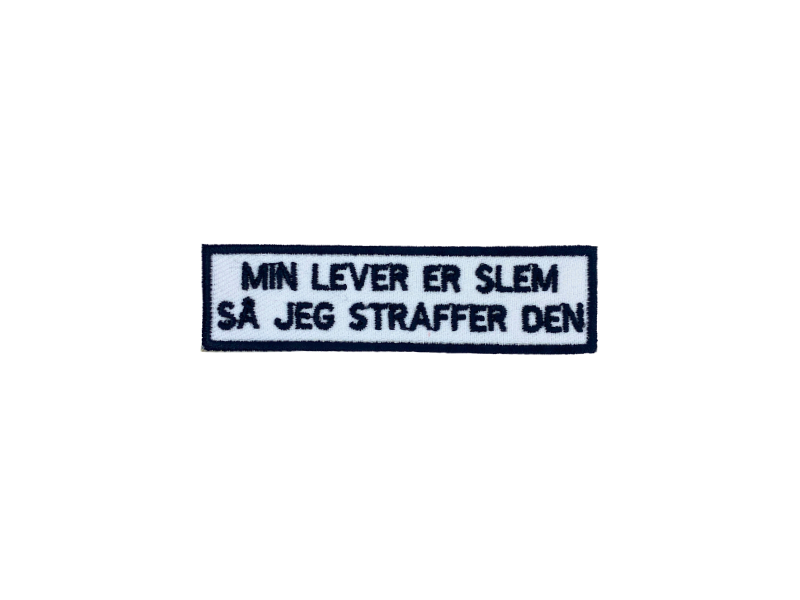 MIN LEVER ER SLEM
SÅ JEG STRAFFER DEN